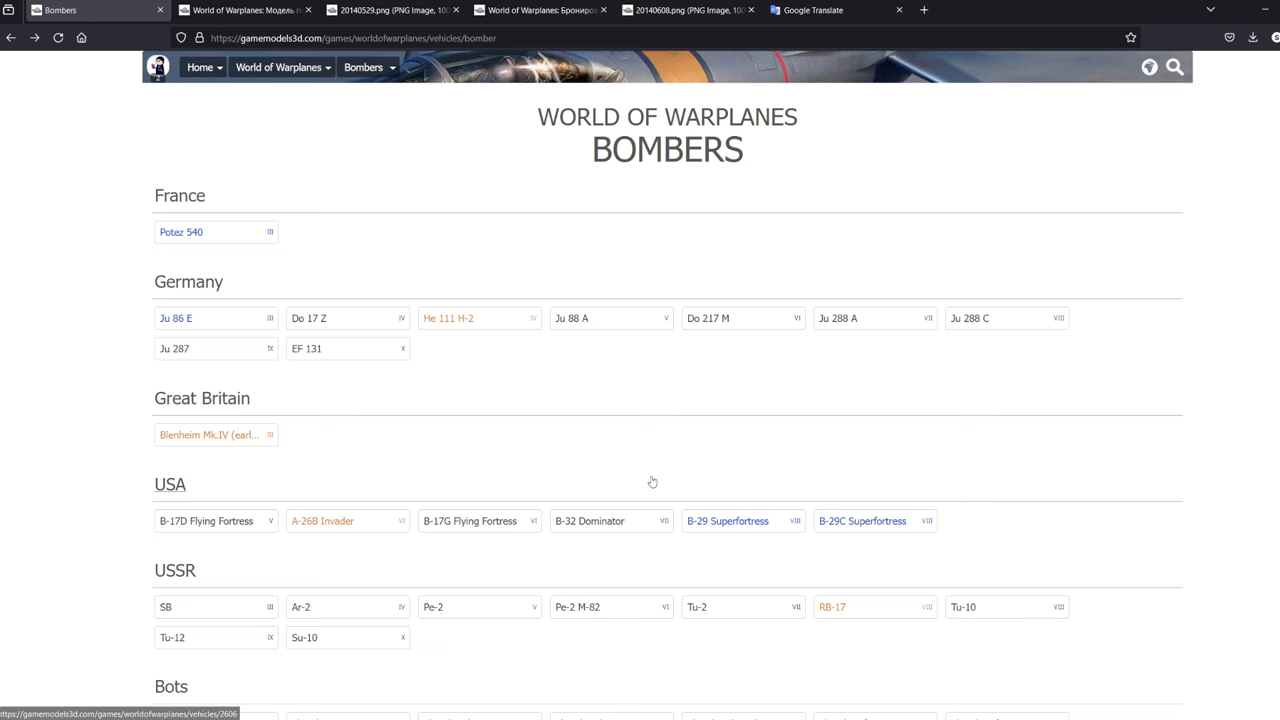 Bombers
World of Warplanes: Модель по
20140529.png (PNG Image, 100
World of Warplanes: Брониров
20140608.png (PNG Image, 100
Google Translate
https://gamemodels3d.com/games/worldofwarplanes/vehicles/bomber
Home
World of Warplanes
Bombers
WORLD OF WARPLANES
BOMBERS
France
Potez 540 III
Germany
Ju 86 E III
Do 17 Z IV
He 111 H-2 IV
Ju 88 A V
Do 217 M VI
Ju 288 A VII
Ju 288 C VIII
Ju 287 IX
EF 131 X
Great Britain
Blenheim Mk.IV (earl... III
USA
B-17D Flying Fortress V
A-26B Invader VI
B-17G Flying Fortress VI
B-32 Dominator VII
B-29 Superfortress VIII
B-29C Superfortress VIII
USSR
SB III
Ar-2 IV
Pe-2 V
Pe-2 M-82 VI
Tu-2 VII
RB-17 VIII
Tu-10 VIII
Tu-12 IX
Su-10 X
Bots
https://gamemodels3d.com/games/worldofwarplanes/vehicles/2606